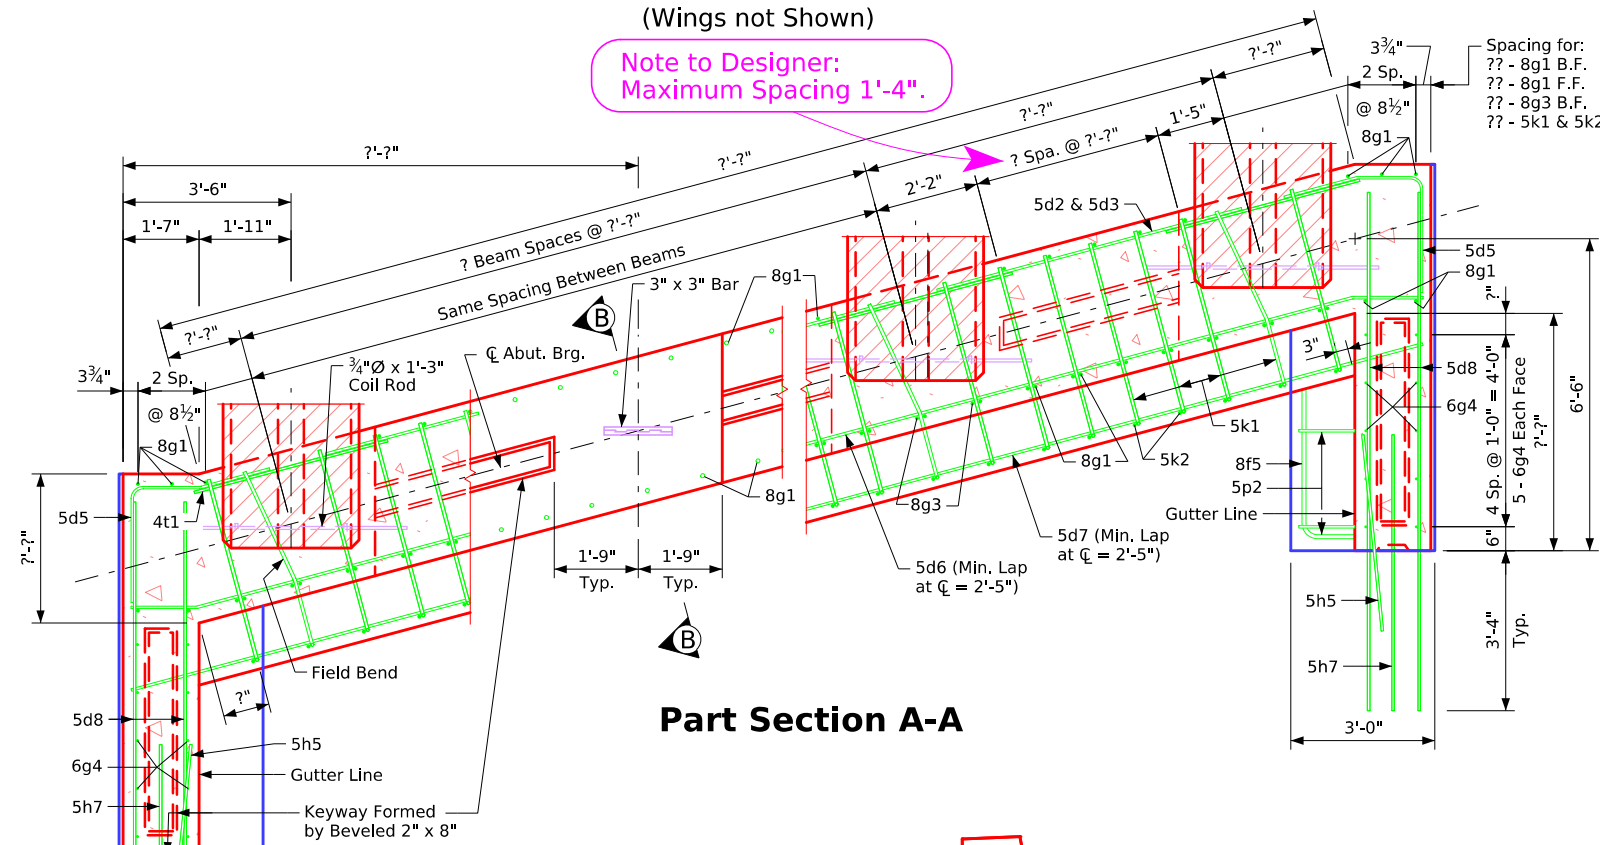 (Wings not Shown)
Note to Designer:
Maximum Spacing 1'-4".
?'-?"
3¾"
2 Sp.
@ 8½"
8g1
Spacing for:
?? - 8g1 B.F.
?? - 8g1 F.F.
?? - 8g3 B.F.
?? - 5k1 & 5k2
?'-?"
?'-?"
?'-?"
1'-5"
? Spa. @ ?'-?"
2'-2"
3'-6"
1'-7"
1'-11"
? Beam Spaces @ ?'-?"
Same Spacing Between Beams
5d2 & 5d3
5d5
8g1
?"
3" x 3" Bar
8g1
B
?'-?"
℄ Abut. Brg.
¾"Ø x 1'-3"
Coil Rod
3¾"
2 Sp.
@ 8½"
8g1
3"
5d8
6g4
4 Sp. @ 1'-0" = 4'-0"
5 - 6g4 Each Face
?'-?"
6'-6"
5k1
5k2
8g1
8g3
8g1
8f5
5p2
Gutter Line
6"
5d5
4t1
?'-?"
1'-9"
Typ.
1'-9"
Typ.
5d7 (Min. Lap
at ℄ = 2'-5")
5d6 (Min. Lap
at ℄ = 2'-5")
5h5
3'-4"
Typ.
B
Field Bend
5h7
?"
Part Section A-A
3'-0"
5d8
5h5
6g4
Gutter Line
5h7
Keyway Formed
by Beveled 2" x 8"